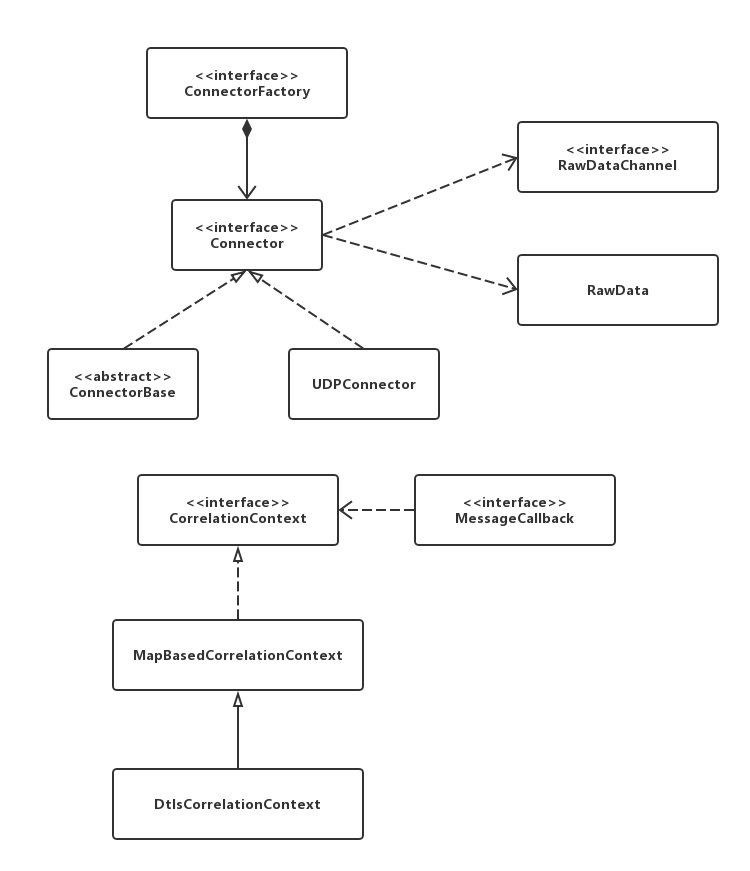 <<interface>>
ConnectorFactory
<<interface>>
RawDataChannel
<<interface>>
Connector
RawData
<<abstract>>
ConnectorBase
UDPConnector
<<interface>>
CorrelationContext
<<interface>>
MessageCallback
MapBasedCorrelationContext
DtlsCorrelationContext